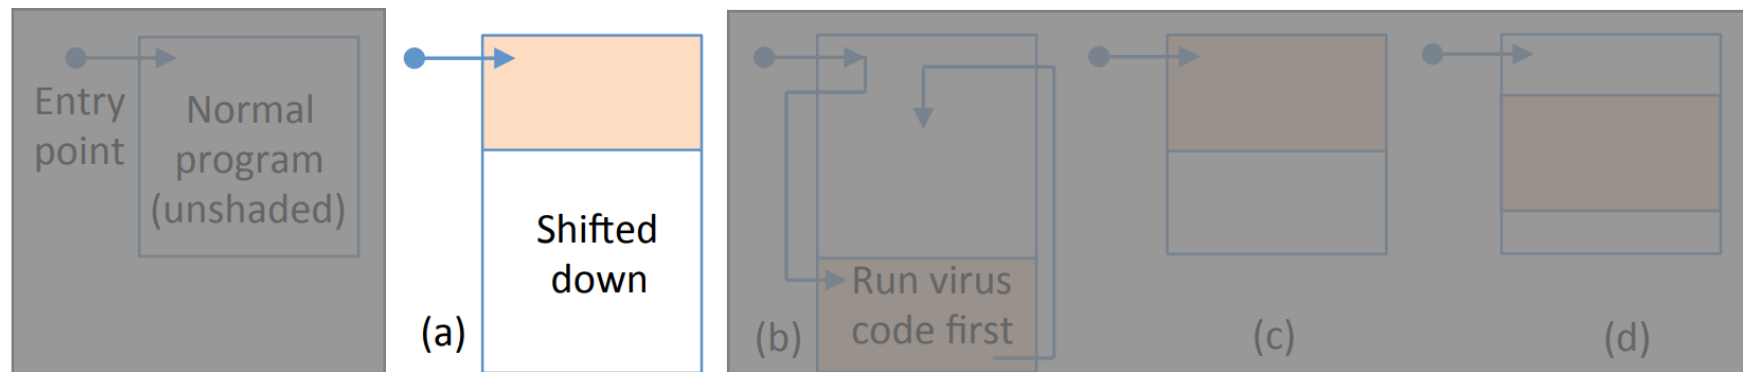 Entry
point
Normal
program
(unshaded)
(a)
Shifted
down
(b)
Run virus
code first
(c)
(d)